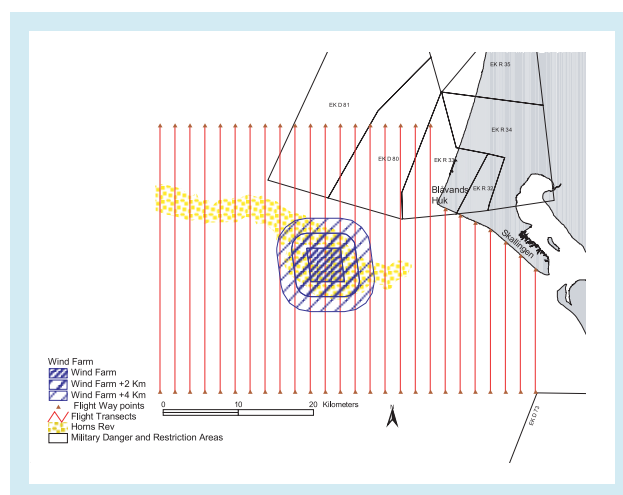 EK R 35
EK D 81
EK R 34
EK D 80
EK R 33
Blåvands
Huk
EK R 32
Skallingen
Wind Farm
Wind Farm
Wind Farm +2 Km
Wind Farm +4 Km
Flight Way points
Flight Transects
Horns Rev
Military Danger and Restriction Areas
0 10 20 Kilometers
N
EK D 73